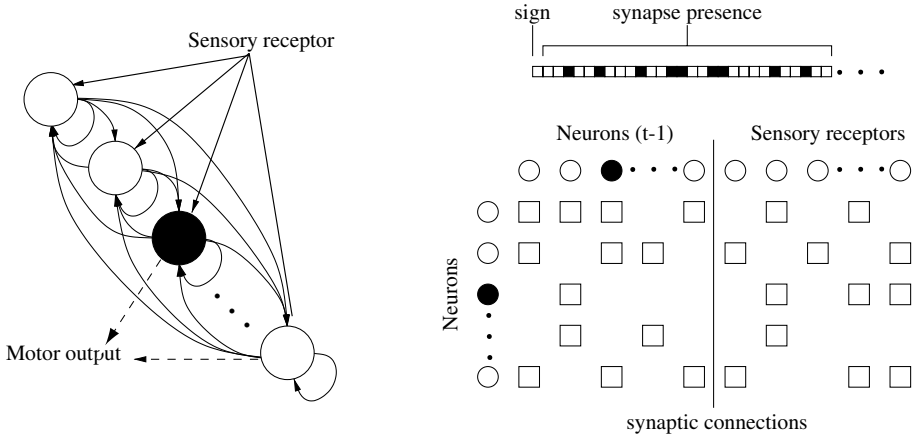 Sensory receptor
Motor output
sign synapse presence
Neurons (t-1) Sensory receptors
Neurons
synaptic connections